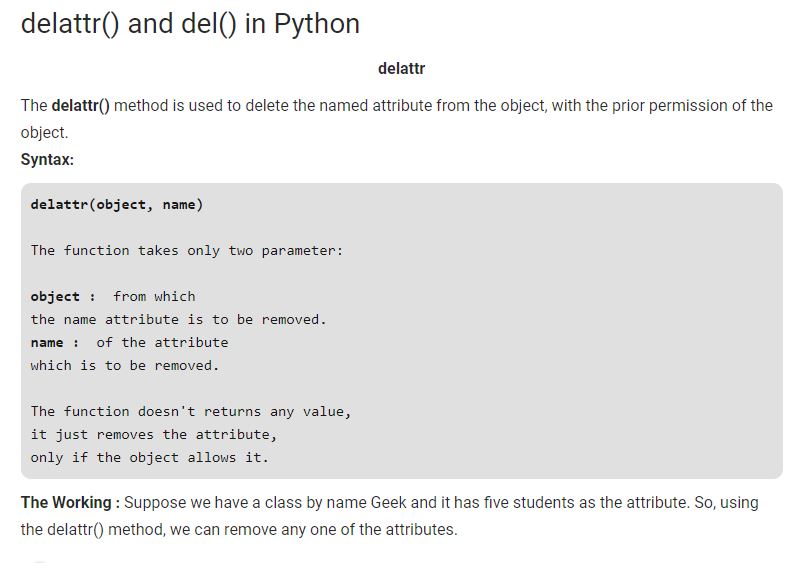 delattr() and del() in Python
delattr
The delattr() method is used to delete the named attribute from the object, with the prior permission of the
object.
Syntax:
delattr(object, name)
The function takes only two parameter:
object :  from which
the name attribute is to be removed.
name :  of the attribute
which is to be removed.
The function doesn't returns any value,
it just removes the attribute,
only if the object allows it.
The Working : Suppose we have a class by name Geek and it has five students as the attribute. So, using
the delattr() method, we can remove any one of the attributes.